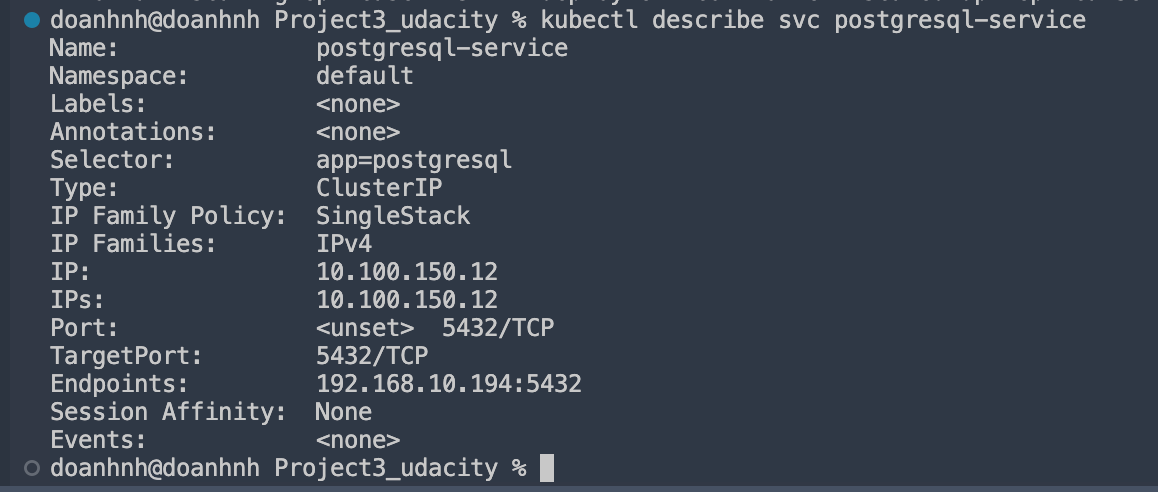 doanhnh@doanhnh Project3_udacity % kubectl describe svc postgresql-service
Name:              postgresql-service
Namespace:         default
Labels:            <none>
Annotations:       <none>
Selector:          app=postgresql
Type:              ClusterIP
IP Family Policy:  SingleStack
IP Families:       IPv4
IP:                10.100.150.12
IPs:               10.100.150.12
Port:              <unset>  5432/TCP
TargetPort:        5432/TCP
Endpoints:         192.168.10.194:5432
Session Affinity:  None
Events:            <none>
doanhnh@doanhnh Project3_udacity %